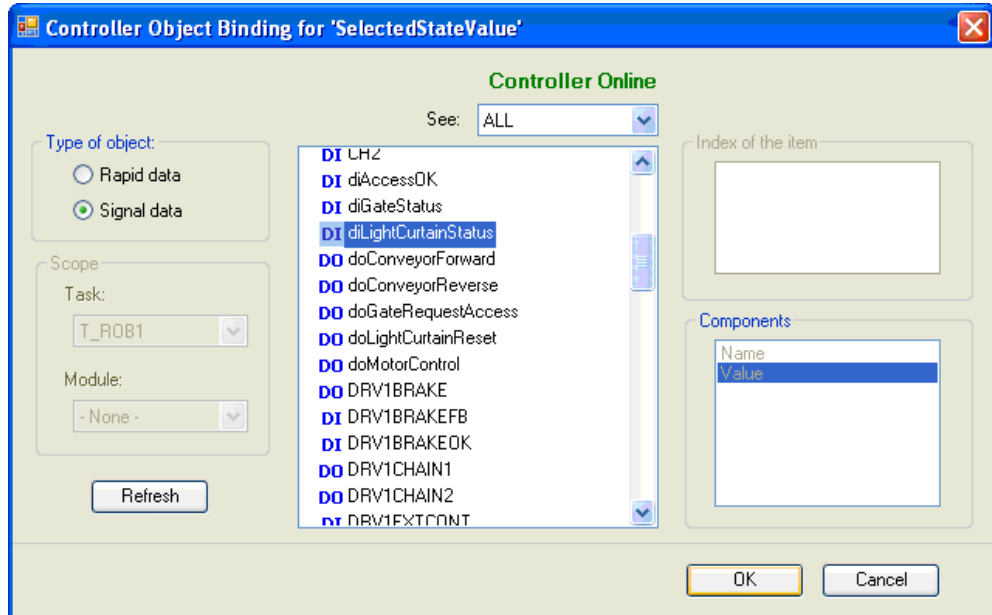 Controller Object Binding for 'SelectedStateValue'
Controller Online
See: ALL
Type of object:
Rapid data
Signal data
Scope
Task:
T_ROB1
Module:
- None -
Refresh
DI CH2
DI diAccessOK
DI diGateStatus
DI diLightCurtainStatus
DO doConveyorForward
DO doConveyorReverse
DO doGateRequestAccess
DO doLightCurtainReset
DO doMotorControl
DO DRV1BRAKE
DI DRV1BRAKEFB
DI DRV1BRAKEOK
DO DRV1CHAIN1
DO DRV1CHAIN2
DI DRV1EXTCONT
Index of the item
Components
Name
Value
OK Cancel